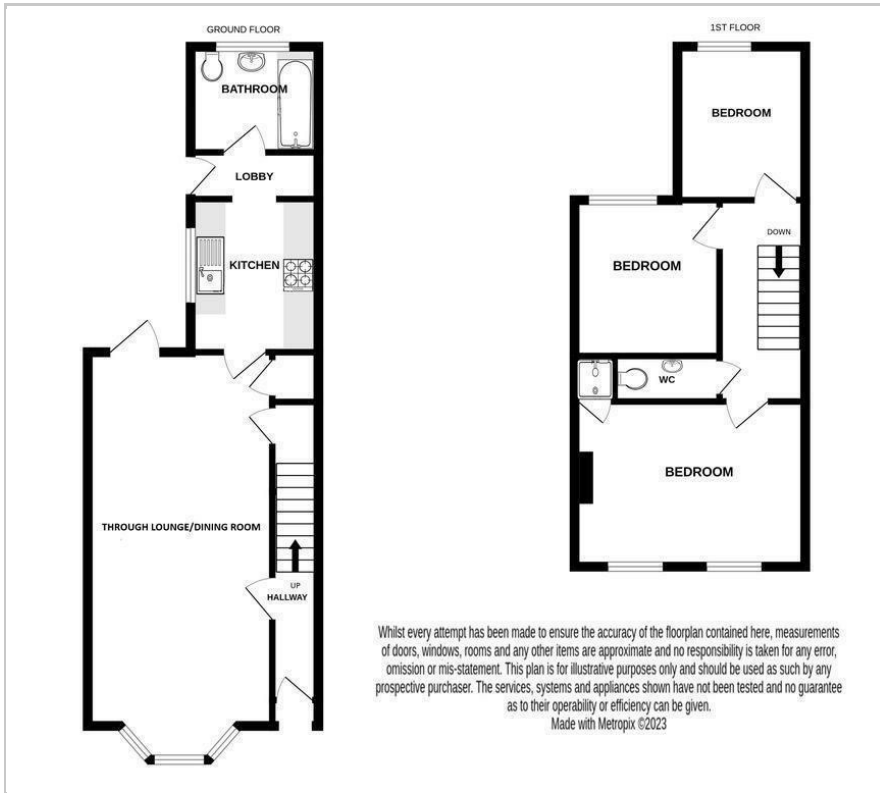 GROUND FLOOR
BATHROOM
LOBBY
KITCHEN
THROUGH LOUNGE/DINING ROOM
UP
HALLWAY
1ST FLOOR
BEDROOM
DOWN
BEDROOM
WC
BEDROOM
Whilst every attempt has been made to ensure the accuracy of the floorplan contained here, measurements
of doors, windows, rooms and any other items are approximate and no responsibility is taken for any error,
omission or mis-statement. This plan is for illustrative purposes only and should be used as such by any
prospective purchaser. The services, systems and appliances shown have not been tested and no guarantee
as to their operability or efficiency can be given.
Made with Metropix ©2023